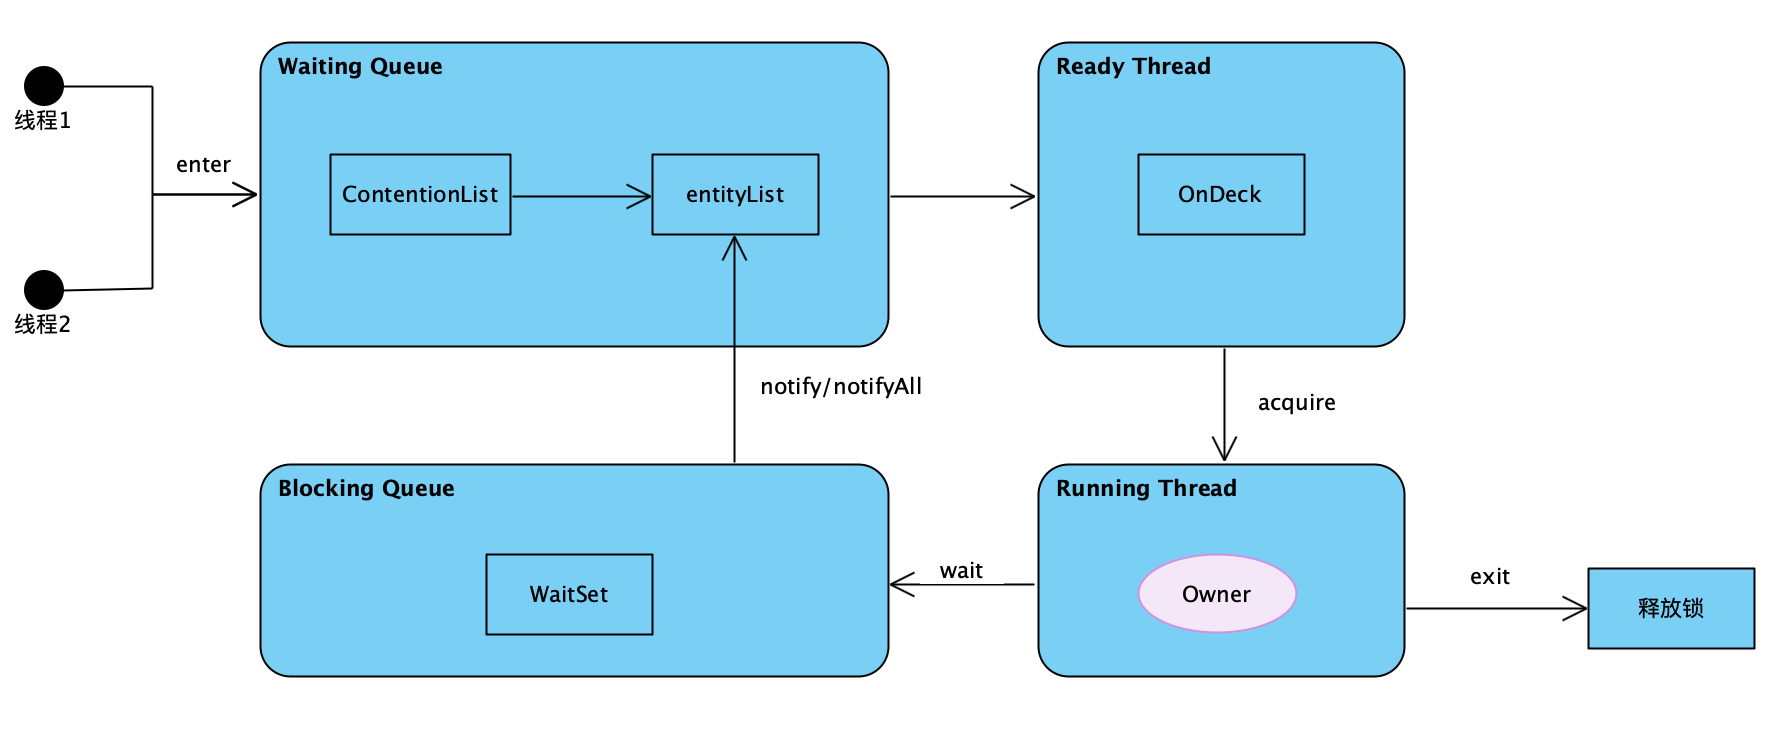 Waiting Queue
Ready Thread
线程1
enter
ContentionList
entityList
OnDeck
线程2
notify/notifyAll
acquire
Blocking Queue
Running Thread
wait
exit
WaitSet
Owner
释放锁